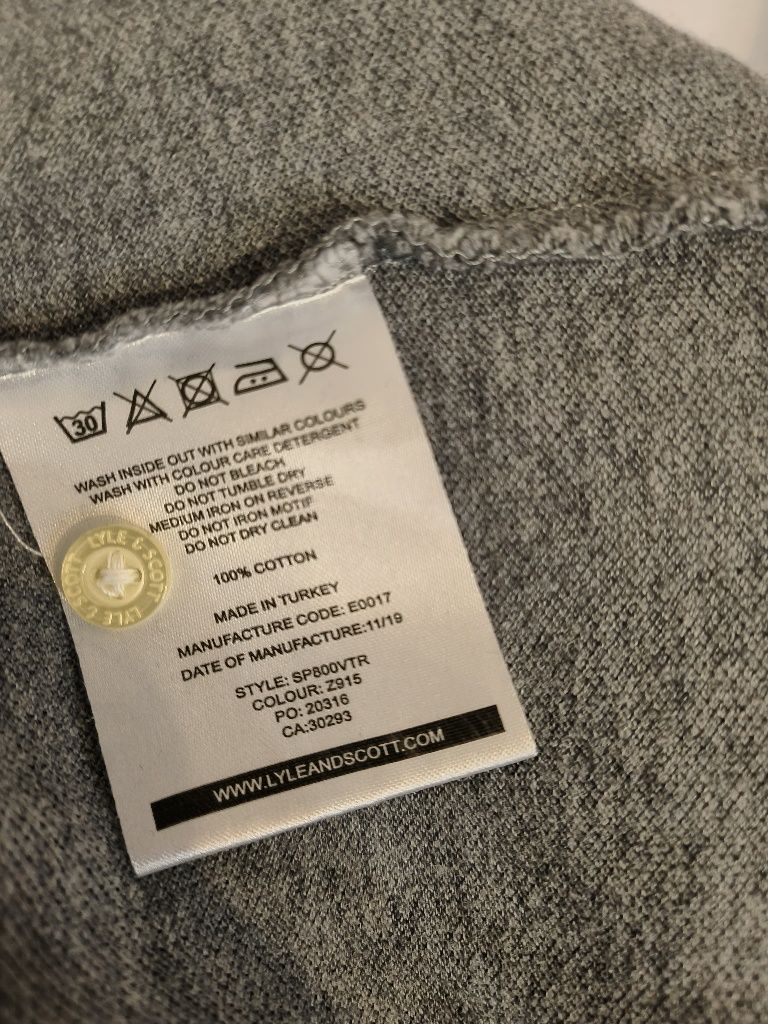 30
WASH INSIDE OUT WITH SIMILAR COLOURS
WASH WITH COLOUR CARE DETERGENT
DO NOT BLEACH
DO NOT TUMBLE DRY
MEDIUM IRON ON REVERSE
DO NOT IRON MOTIF
DO NOT DRY CLEAN
LYLE & SCOTT LYLE & SCOTT
100% COTTON
MADE IN TURKEY
MANUFACTURE CODE: E0017
DATE OF MANUFACTURE:11/19
STYLE: SP800VTR
COLOUR: Z915
PO: 20316
CA:30293
WWW.LYLEANDSCOTT.COM